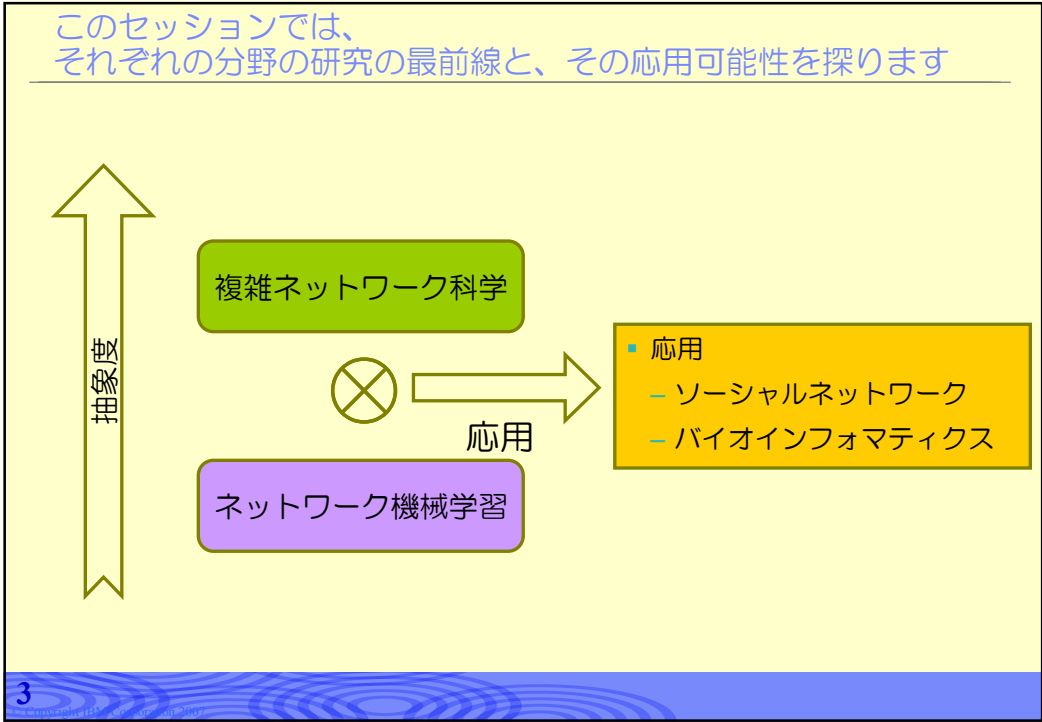 このセッションでは、
それぞれの分野の研究の最前線と、その応用可能性を探ります
抽象度
複雑ネットワーク科学
応用
ネットワーク機械学習
▪ 応用
– ソーシャルネットワーク
– バイオインフォマティクス
3
© Copyright IBM Corporation 2007